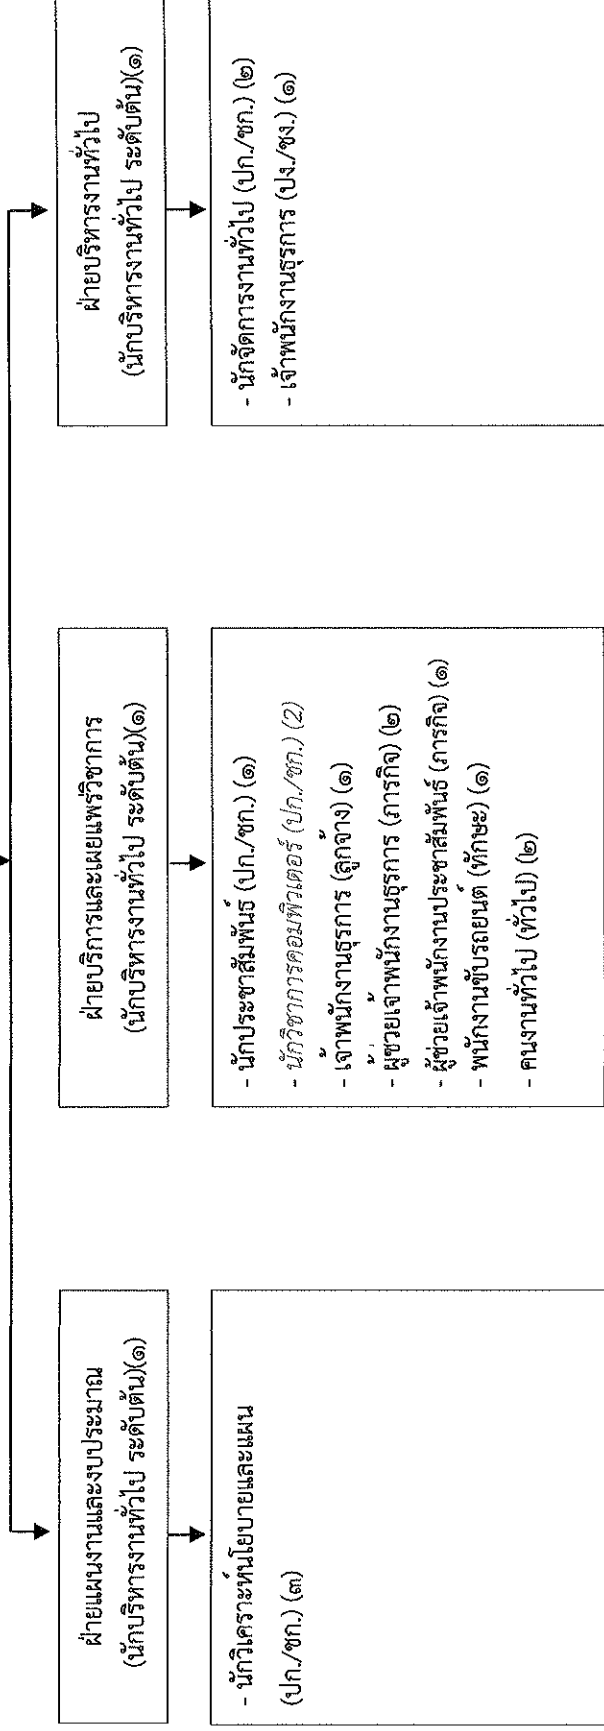 ฝ่ายแผนงานและงบประมาณ
(นักบริหารงานทั่วไป ระดับต้น)(๑)
- นักวิเคราะห์นโยบายและแผน
(ปก./ชก.) (๓)
ฝ่ายบริการและเผยแพร่วิชาการ
(นักบริหารงานทั่วไป ระดับต้น)(๑)
- นักประชาสัมพันธ์ (ปก./ชก.) (๑)
- นักวิชาการคอมพิวเตอร์ (ปก./ชก.) (2)
- เจ้าพนักงานธุรการ (ลูกจ้าง) (๑)
- ผู้ช่วยเจ้าพนักงานธุรการ (ภารกิจ) (๒)
- ผู้ช่วยเจ้าพนักงานประชาสัมพันธ์ (ภารกิจ) (๑)
- พนักงานขับรถยนต์ (ทักษะ) (๑)
- คนงานทั่วไป (ทั่วไป) (๒)
ฝ่ายบริหารงานทั่วไป
(นักบริหารงานทั่วไป ระดับต้น)(๑)
- นักจัดการงานทั่วไป (ปก./ชก.) (๒)
- เจ้าพนักงานธุรการ (ปง./ชง.) (๑)